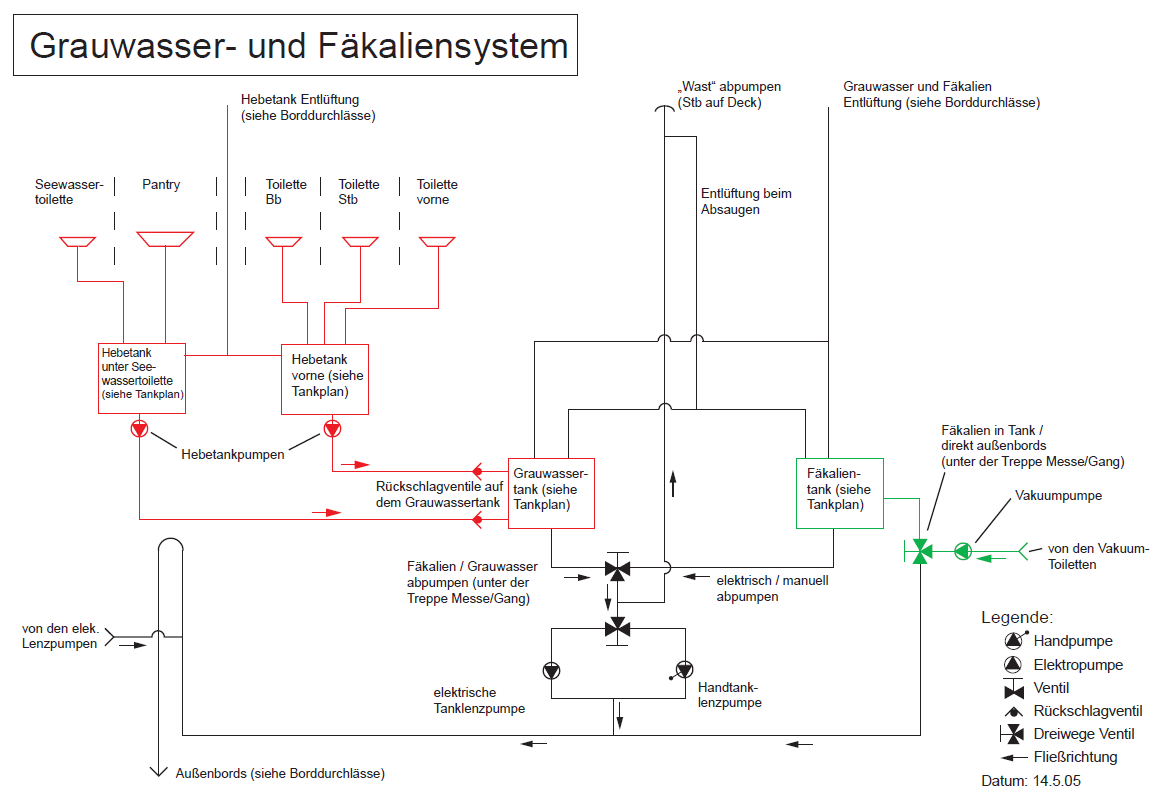 Grauwasser- und Fäkaliensystem
Hebetank Entlüftung
(siehe Borddurchlässe)
„Wast” abpumpen
(Stb auf Deck)
Grauwasser und Fäkalien
Entlüftung (siehe Borddurchlässe)
Seewasser-
toilette
Pantry
Toilette
Bb
Toilette
Stb
Toilette
vorne
Entlüftung beim
Absaugen
Hebetank
unter See-
wassertoilette
(siehe Tankplan)
Hebetank
vorne (siehe
Tankplan)
Hebetankpumpen
Rückschlagventile auf
dem Grauwassertank
Grauwasser-
tank (siehe
Tankplan)
Fäkalien-
tank (siehe
Tankplan)
Fäkalien in Tank /
direkt außenbords
(unter der Treppe Messe/Gang)
Vakuumpumpe
von den Vakuum-
Toiletten
Fäkalien / Grauwasser
abpumpen (unter der
Treppe Messe/Gang)
elektrisch / manuell
abpumpen
von den elek.
Lenzpumpen
elektrische
Tanklenzpumpe
Handtank-
lenzpumpe
Außenbords (siehe Borddurchlässe)
Legende:
Handpumpe
Elektropumpe
Ventil
Rückschlagventil
Dreiwege Ventil
Fließrichtung
Datum: 14.5.05